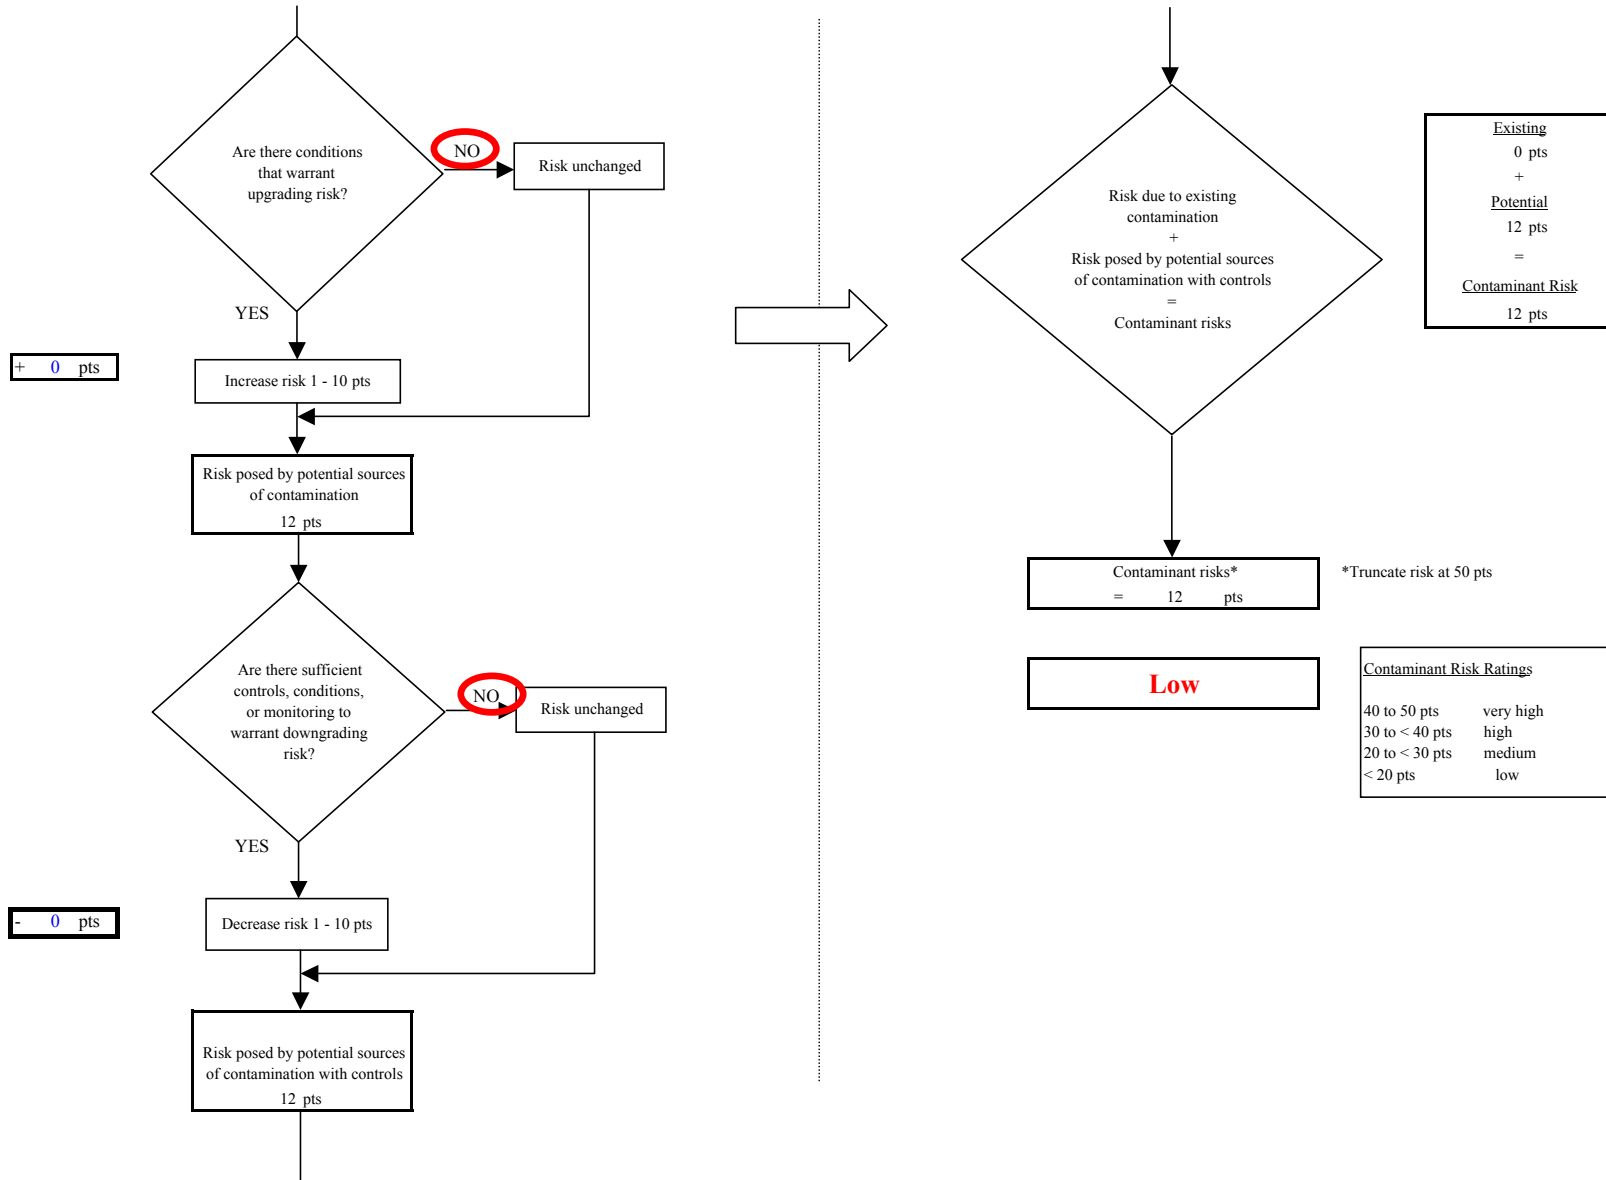 Are there conditions
that warrant
upgrading risk?
NO
Risk unchanged
YES
+ 0 pts
Increase risk 1 - 10 pts
Risk posed by potential sources
of contamination
12 pts
Are there sufficient
controls, conditions,
or monitoring to
warrant downgrading
risk?
NO
Risk unchanged
YES
- 0 pts
Decrease risk 1 - 10 pts
Risk posed by potential sources
of contamination with controls
12 pts
Risk due to existing
contamination
+
Risk posed by potential sources
of contamination with controls
=
Contaminant risks
Existing
0 pts
+
Potential
12 pts
=
Contaminant Risk
12 pts
Contaminant risks*
= 12 pts
*Truncate risk at 50 pts
Low
Contaminant Risk Ratings
40 to 50 pts very high
30 to < 40 pts high
20 to < 30 pts medium
< 20 pts low